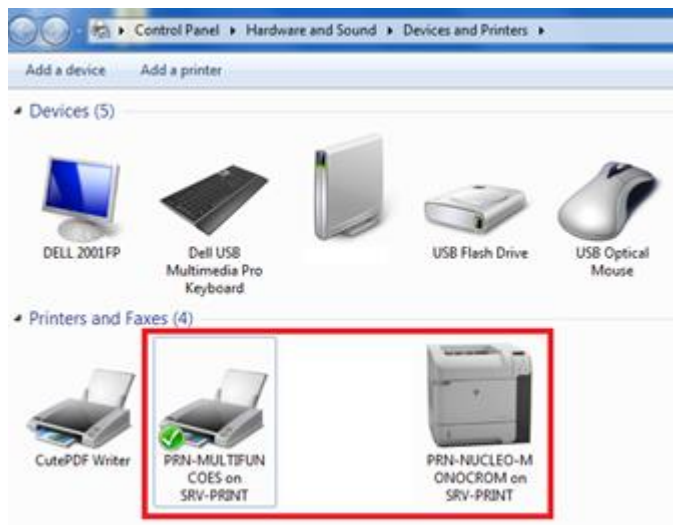 Control Panel ▸ Hardware and Sound ▸ Devices and Printers ▸
Add a device Add a printer
Devices (5)
DELL 2001FP
Dell USB
Multimedia Pro
Keyboard
USB Flash Drive
USB Optical
Mouse
Printers and Faxes (4)
CutePDF Writer
PRN-MULTIFUN
COES on
SRV-PRINT
PRN-NUCLEO-M
ONOCROM on
SRV-PRINT